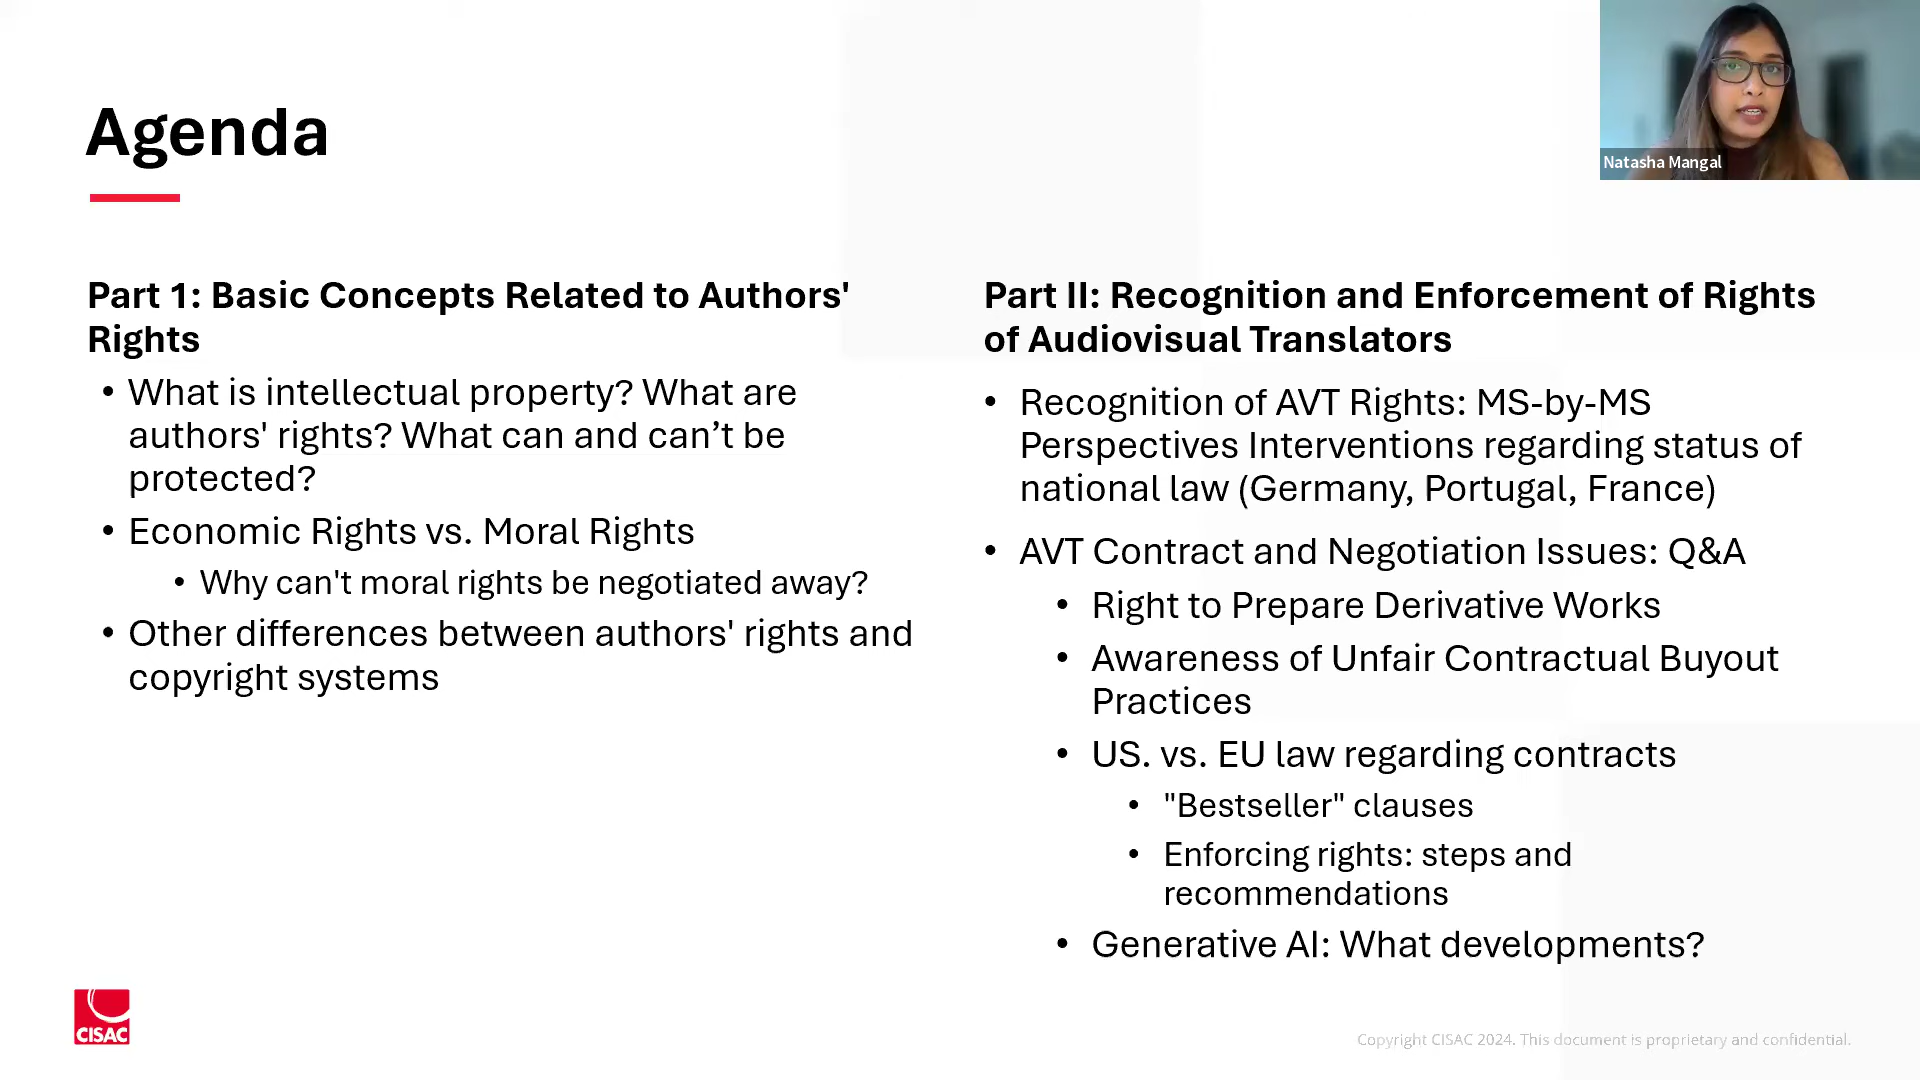 Agenda
Natasha Mangal
Part 1: Basic Concepts Related to Authors'
Rights
• What is intellectual property? What are
authors' rights? What can and can’t be
protected?
• Economic Rights vs. Moral Rights
• Why can't moral rights be negotiated away?
• Other differences between authors' rights and
copyright systems
Part II: Recognition and Enforcement of Rights
of Audiovisual Translators
• Recognition of AVT Rights: MS-by-MS
Perspectives Interventions regarding status of
national law (Germany, Portugal, France)
• AVT Contract and Negotiation Issues: Q&A
• Right to Prepare Derivative Works
• Awareness of Unfair Contractual Buyout
Practices
• US. vs. EU law regarding contracts
• "Bestseller" clauses
• Enforcing rights: steps and
recommendations
• Generative AI: What developments?
CISAC
Copyright CISAC 2024. This document is proprietary and confidential.